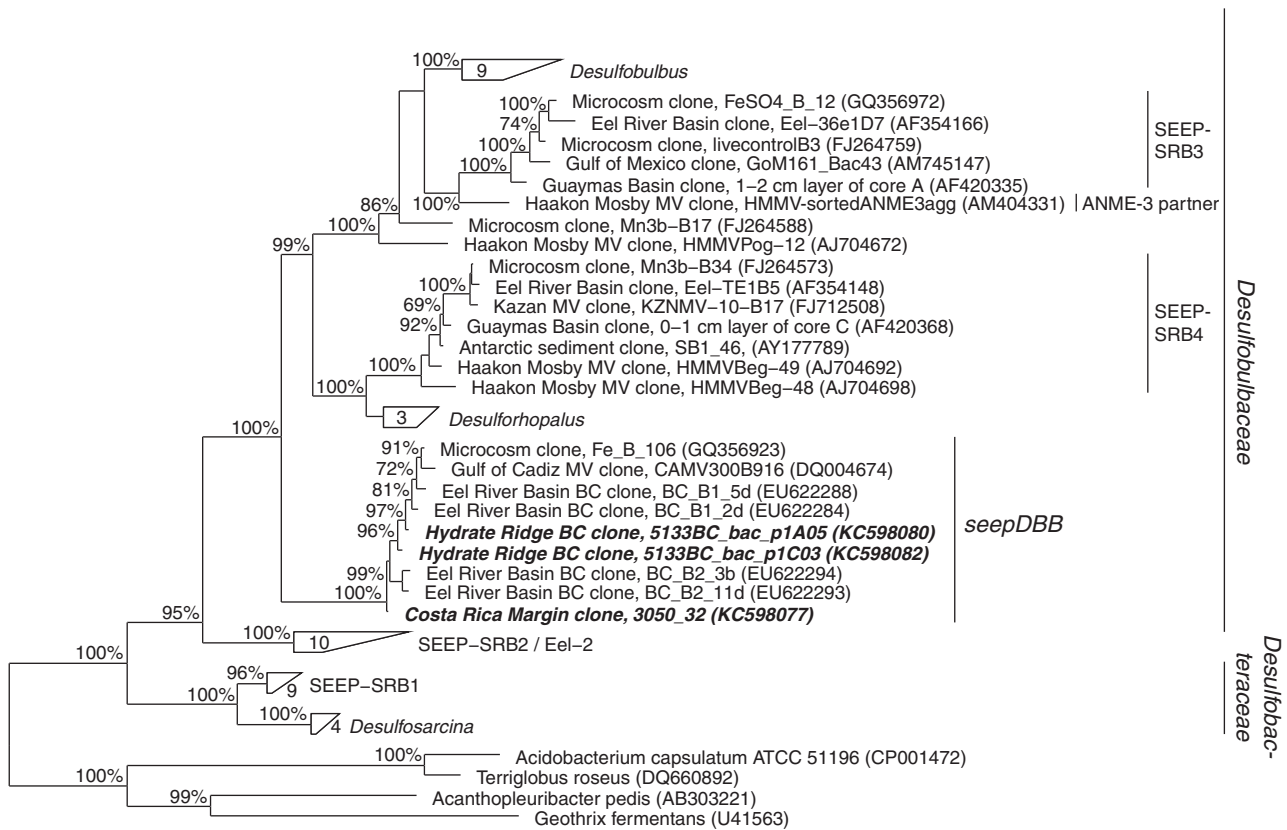 100%
9
Desulfobulbus
100%
Microcosm clone, FeSO4_B_12 (GQ356972)
74%
Eel River Basin clone, Eel−36e1D7 (AF354166)
100%
Microcosm clone, livecontrolB3 (FJ264759)
100%
Gulf of Mexico clone, GoM161_Bac43 (AM745147)
Guaymas Basin clone, 1−2 cm layer of core A (AF420335)
SEEP-
SRB3
86%
100%
Haakon Mosby MV clone, HMMV−sortedANME3agg (AM404331)
ANME−3 partner
100%
Microcosm clone, Mn3b−B17 (FJ264588)
99%
Haakon Mosby MV clone, HMMVPog−12 (AJ704672)
Microcosm clone, Mn3b−B34 (FJ264573)
100%
Eel River Basin clone, Eel−TE1B5 (AF354148)
69%
Kazan MV clone, KZNMV−10−B17 (FJ712508)
92%
Guaymas Basin clone, 0−1 cm layer of core C (AF420368)
Antarctic sediment clone, SB1_46, (AY177789)
100%
Haakon Mosby MV clone, HMMVBeg−49 (AJ704692)
100%
Haakon Mosby MV clone, HMMVBeg−48 (AJ704698)
SEEP-
SRB4
3
Desulforhopalus
100%
91%
Microcosm clone, Fe_B_106 (GQ356923)
72%
Gulf of Cadiz MV clone, CAMV300B916 (DQ004674)
81%
Eel River Basin BC clone, BC_B1_5d (EU622288)
97%
Eel River Basin BC clone, BC_B1_2d (EU622284)
96%
Hydrate Ridge BC clone, 5133BC_bac_p1A05 (KC598080)
Hydrate Ridge BC clone, 5133BC_bac_p1C03 (KC598082)
99%
Eel River Basin BC clone, BC_B2_3b (EU622294)
100%
Eel River Basin BC clone, BC_B2_11d (EU622293)
Costa Rica Margin clone, 3050_32 (KC598077)
seepDBB
95%
100%
10
SEEP−SRB2 / Eel−2
Desulfobulbaceae
100%
96%
9
SEEP−SRB1
100%
100%
4
Desulfosarcina
Desulfobac-
teraceae
100%
100%
Acidobacterium capsulatum ATCC 51196 (CP001472)
Terriglobus roseus (DQ660892)
99%
Acanthopleuribacter pedis (AB303221)
Geothrix fermentans (U41563)